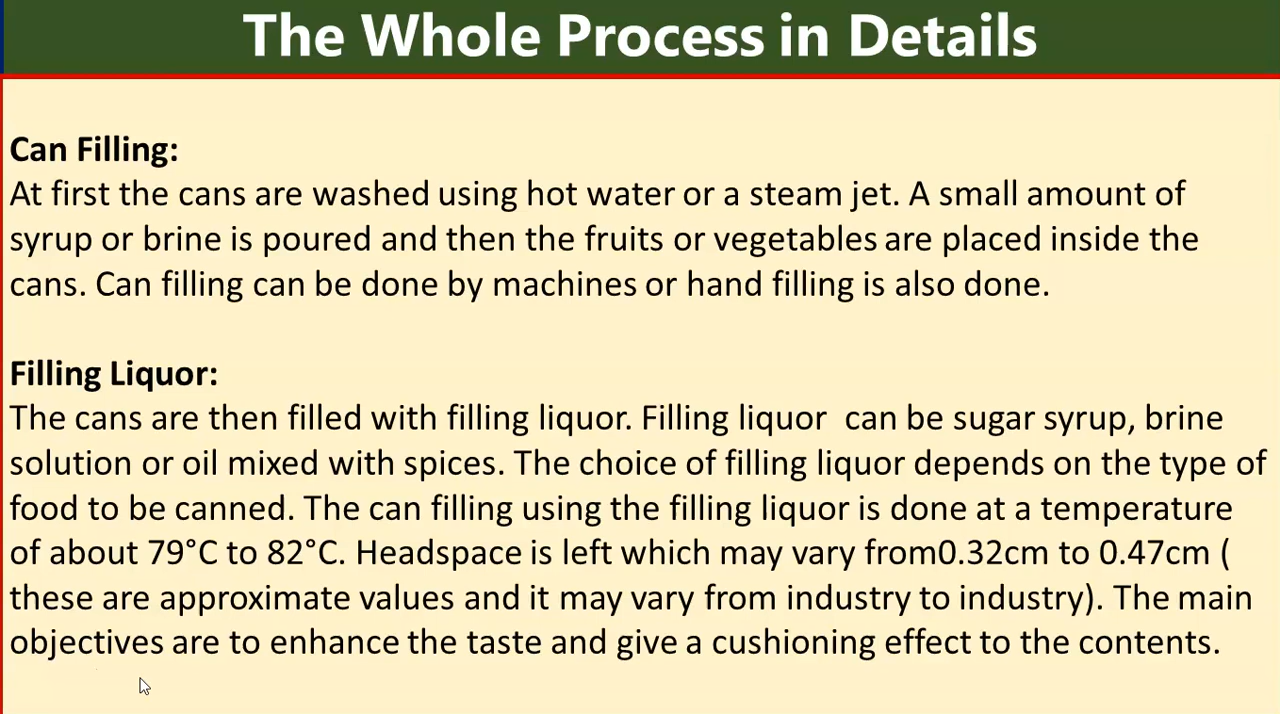 The Whole Process in Details
Can Filling:
At first the cans are washed using hot water or a steam jet. A small amount of
syrup or brine is poured and then the fruits or vegetables are placed inside the
cans. Can filling can be done by machines or hand filling is also done.
Filling Liquor:
The cans are then filled with filling liquor. Filling liquor  can be sugar syrup, brine
solution or oil mixed with spices. The choice of filling liquor depends on the type of
food to be canned. The can filling using the filling liquor is done at a temperature
of about 79°C to 82°C. Headspace is left which may vary from0.32cm to 0.47cm (
these are approximate values and it may vary from industry to industry). The main
objectives are to enhance the taste and give a cushioning effect to the contents.